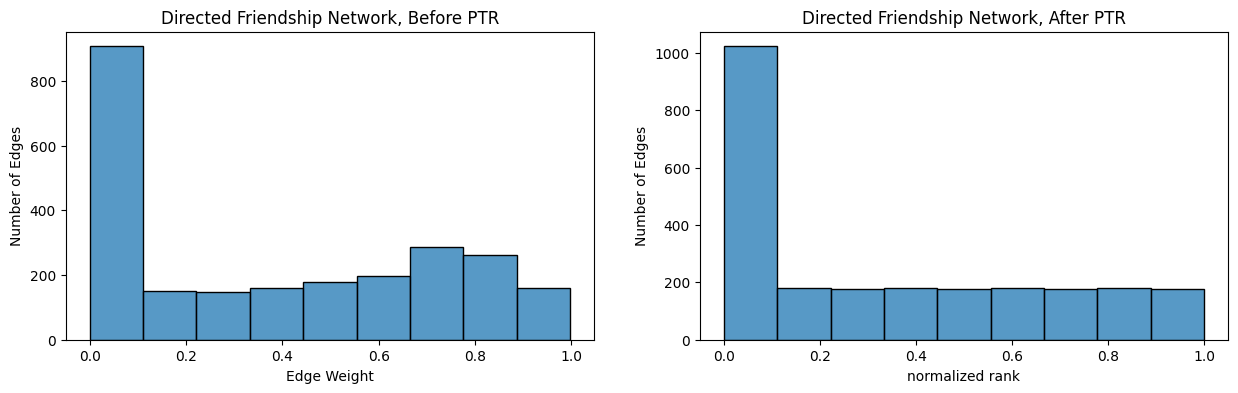 Directed Friendship Network, Before PTR
800
600
400
200
0
Number of Edges
0.0 0.2 0.4 0.6 0.8 1.0
Edge Weight
Directed Friendship Network, After PTR
1000
800
600
400
200
0
Number of Edges
0.0 0.2 0.4 0.6 0.8 1.0
normalized rank